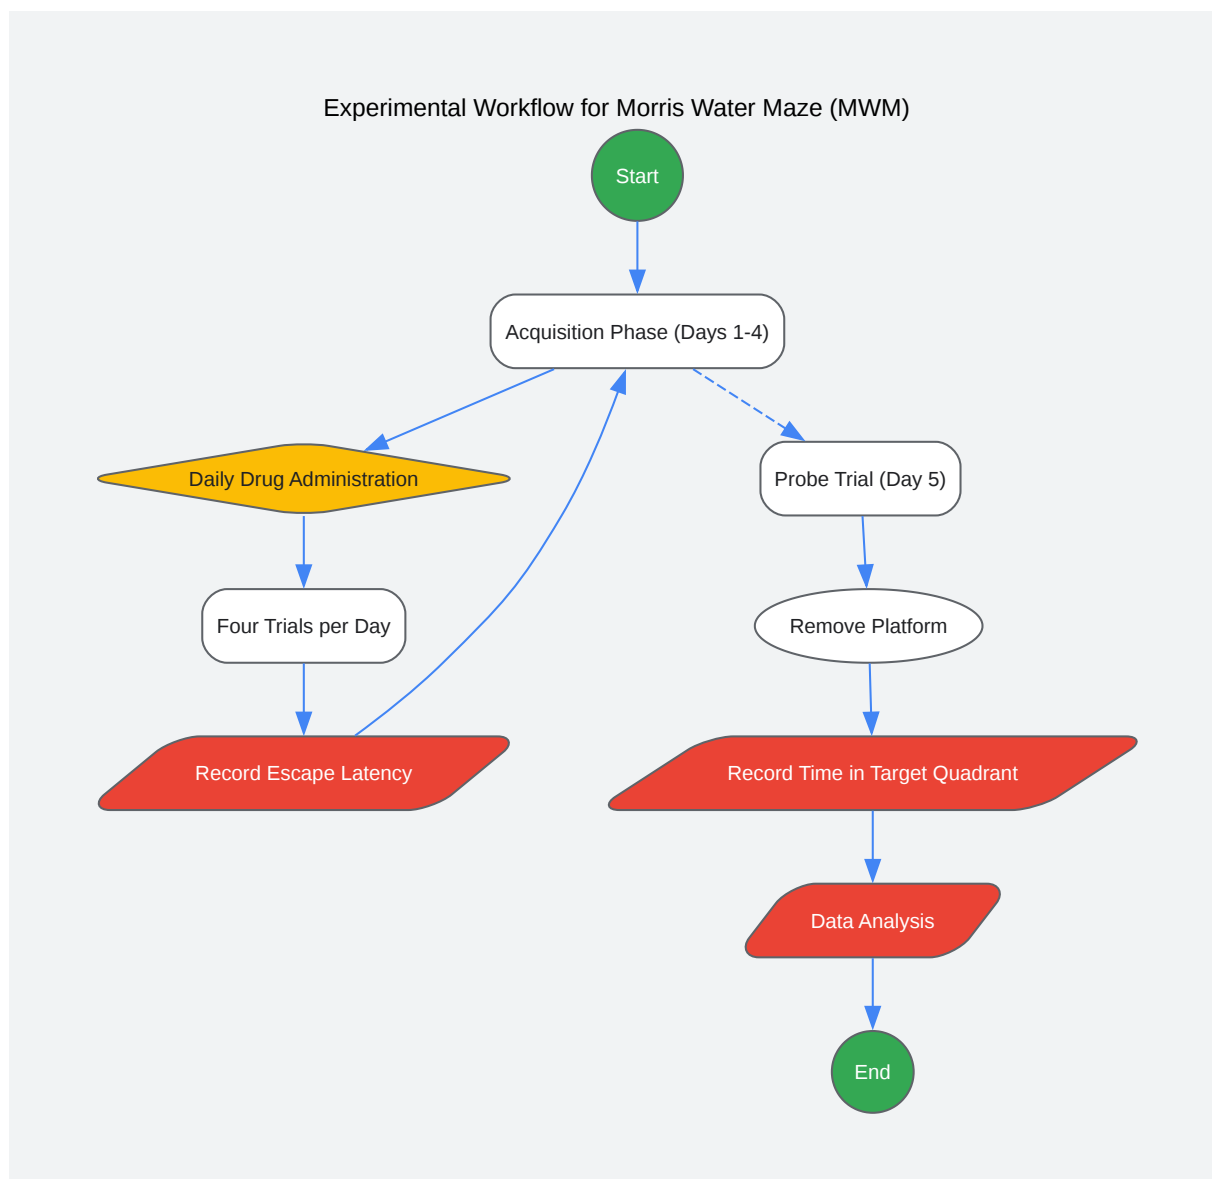 Experimental Workflow for Morris Water Maze (MWM)
Start
Acquisition Phase (Days 1-4)
Daily Drug Administration
Probe Trial (Day 5)
Four Trials per Day
Remove Platform
Record Escape Latency
Record Time in Target Quadrant
Data Analysis
End